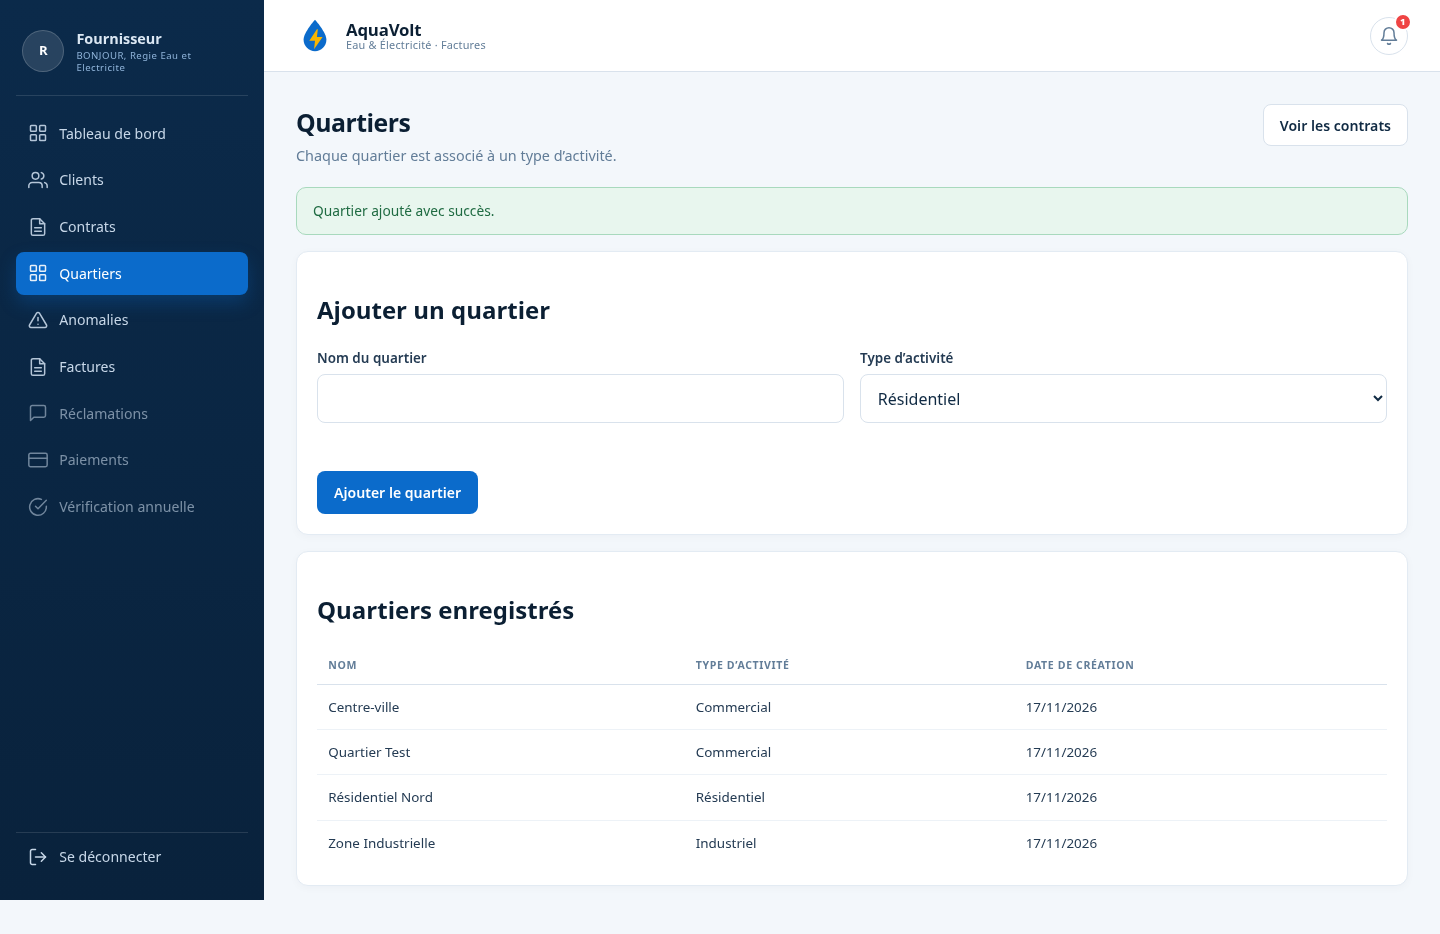 R
Fournisseur
BONJOUR, Regie Eau et
Electricite
Tableau de bord
Clients
Contrats
Quartiers
Anomalies
Factures
Réclamations
Paiements
Vérification annuelle
Se déconnecter
AquaVolt
Eau & Électricité · Factures
1
Quartiers
Chaque quartier est associé à un type d’activité.
Voir les contrats
Quartier ajouté avec succès.
Ajouter un quartier
Nom du quartier
Type d’activité
Résidentiel
Ajouter le quartier
Quartiers enregistrés
NOM TYPE D’ACTIVITÉ DATE DE CRÉATION
Centre-ville Commercial 17/11/2026
Quartier Test Commercial 17/11/2026
Résidentiel Nord Résidentiel 17/11/2026
Zone Industrielle Industriel 17/11/2026